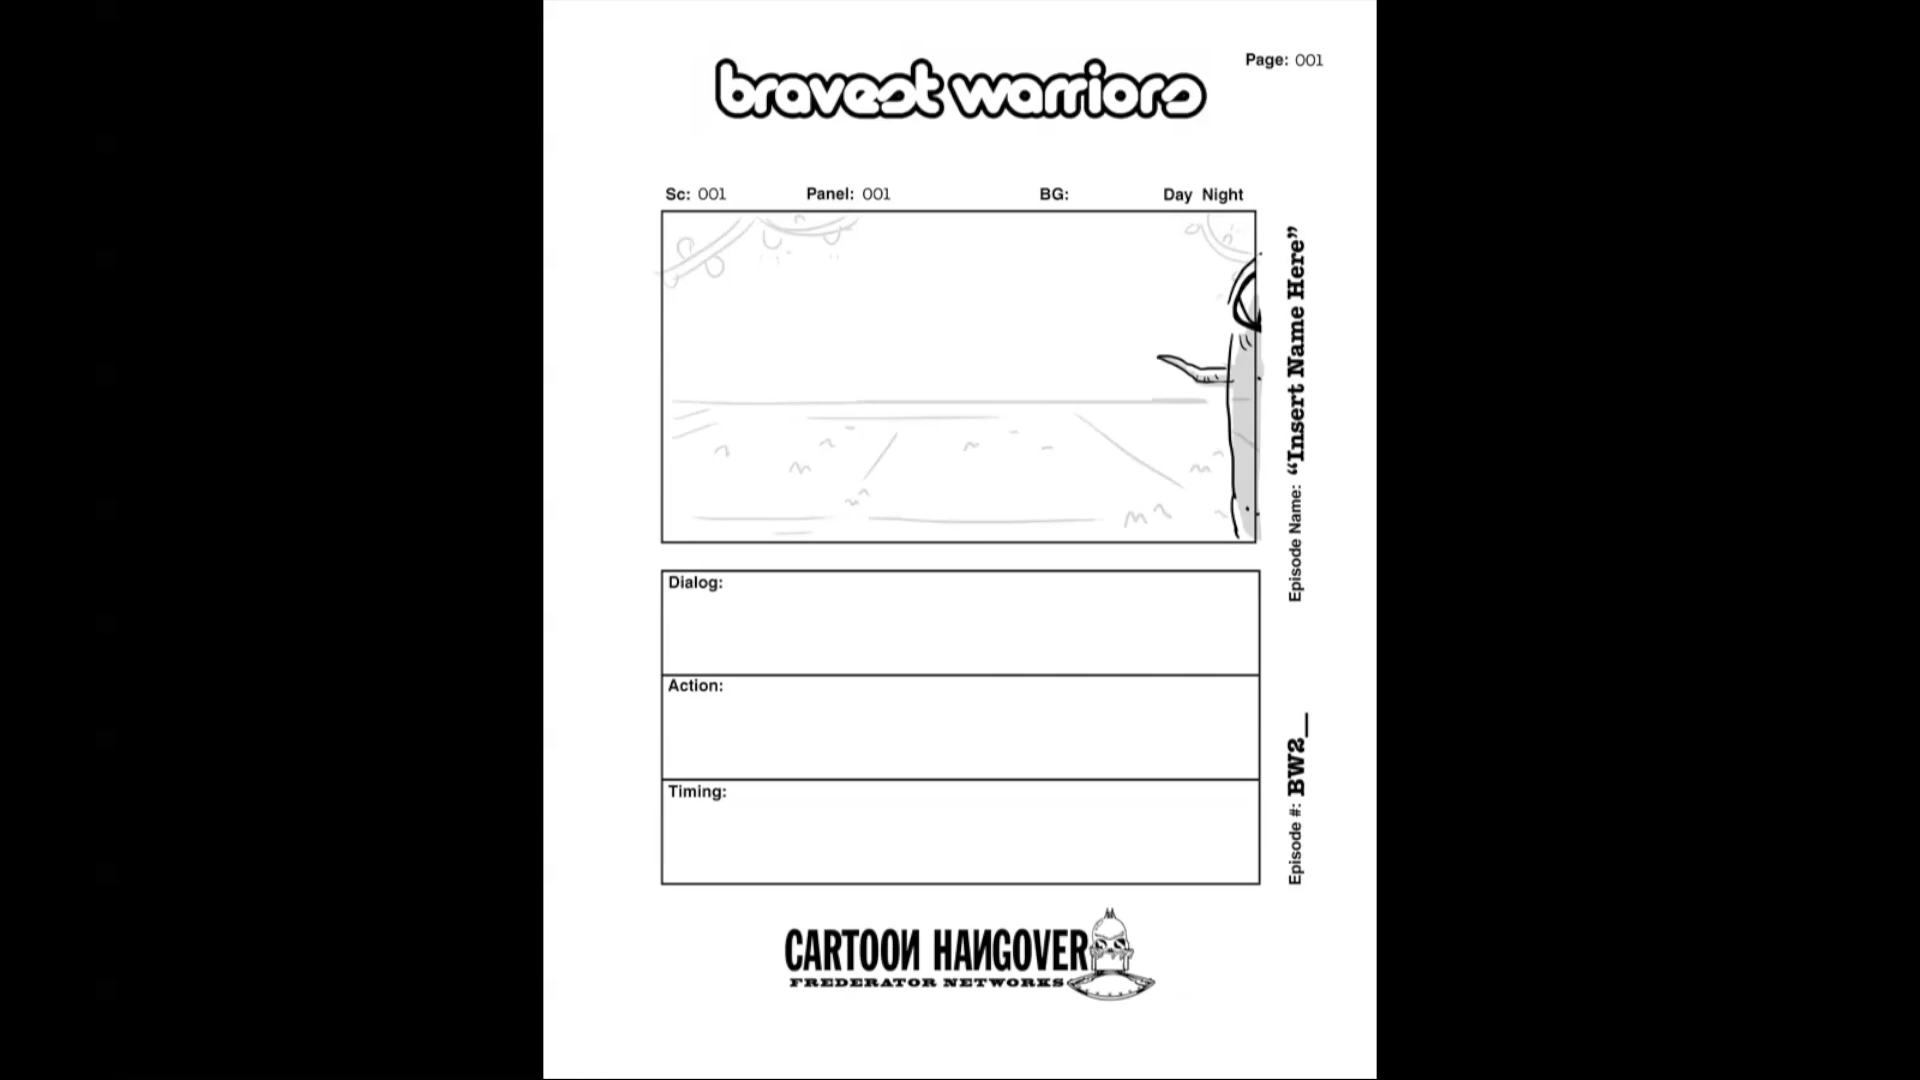 Page: 001
bravest warriors
Sc: 001 Panel: 001 BG: Day Night
Dialog:
Action:
Timing:
Episode Name: “Insert Name Here”
Episode #: BW2__
CARTOON HANGOVER
FREDERATOR NETWORKS